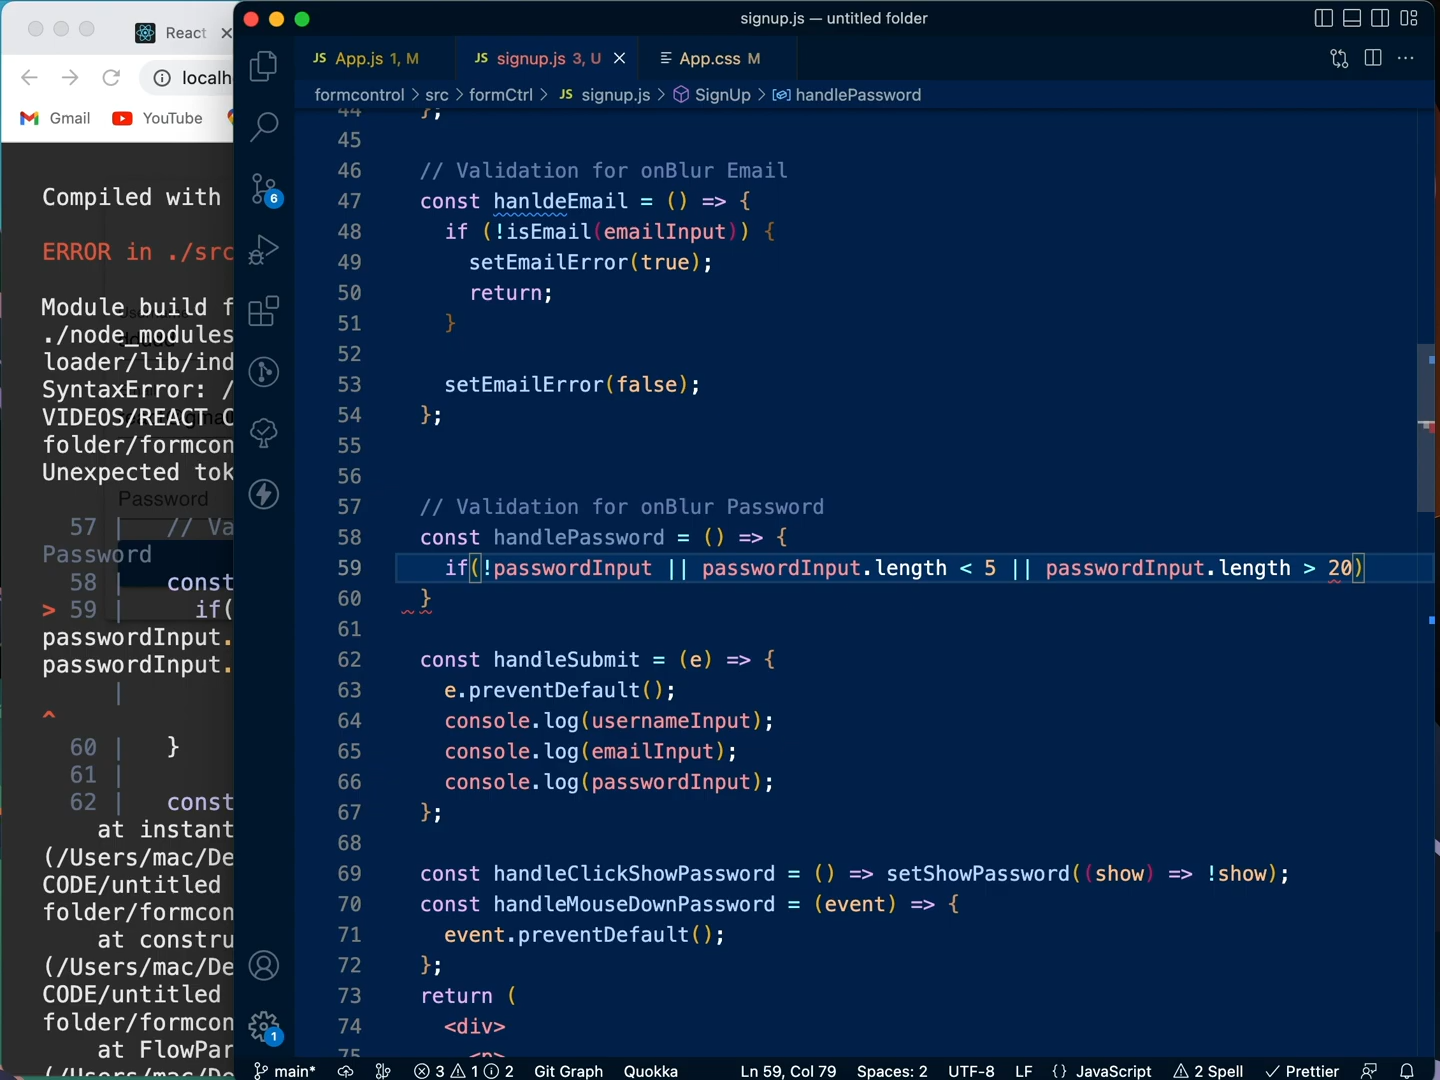 signup.js — untitled folder
React
localh
Gmail YouTube
JS App.js 1, M JS signup.js 3, U App.css M
formcontrol > src > formCtrl > JS signup.js > SignUp > handlePassword
44 };
45
46 // Validation for onBlur Email
47 const hanldeEmail = () => {
48 if (!isEmail(emailInput)) {
49 setEmailError(true);
50 return;
51 }
52
53 setEmailError(false);
54 };
55
56
57 // Validation for onBlur Password
58 const handlePassword = () => {
59 if(!passwordInput || passwordInput.length < 5 || passwordInput.length > 20)
60 }
61
62 const handleSubmit = (e) => {
63 e.preventDefault();
64 console.log(usernameInput);
65 console.log(emailInput);
66 console.log(passwordInput);
67 };
68
69 const handleClickShowPassword = () => setShowPassword((show) => !show);
70 const handleMouseDownPassword = (event) => {
71 event.preventDefault();
72 };
73 return (
74 <div>
75 <p>
Compiled with
ERROR in ./src
Module build f
./node_modules
loader/lib/ind
SyntaxError: /
VIDEOS/REACT C
folder/formcon
Unexpected tok
Password
57 | // Va
Password
58 | const
> 59 | if(
passwordInput.
passwordInput.
|
^
60 | }
61 |
62 | const
at instant
(/Users/mac/De
CODE/untitled
folder/formcon
at constru
(/Users/mac/De
CODE/untitled
folder/formcon
at FlowPar
(/Users/mac/De
6
1
main* 3 1 2 Git Graph Quokka Ln 59, Col 79 Spaces: 2 UTF-8 LF {} JavaScript 2 Spell Prettier